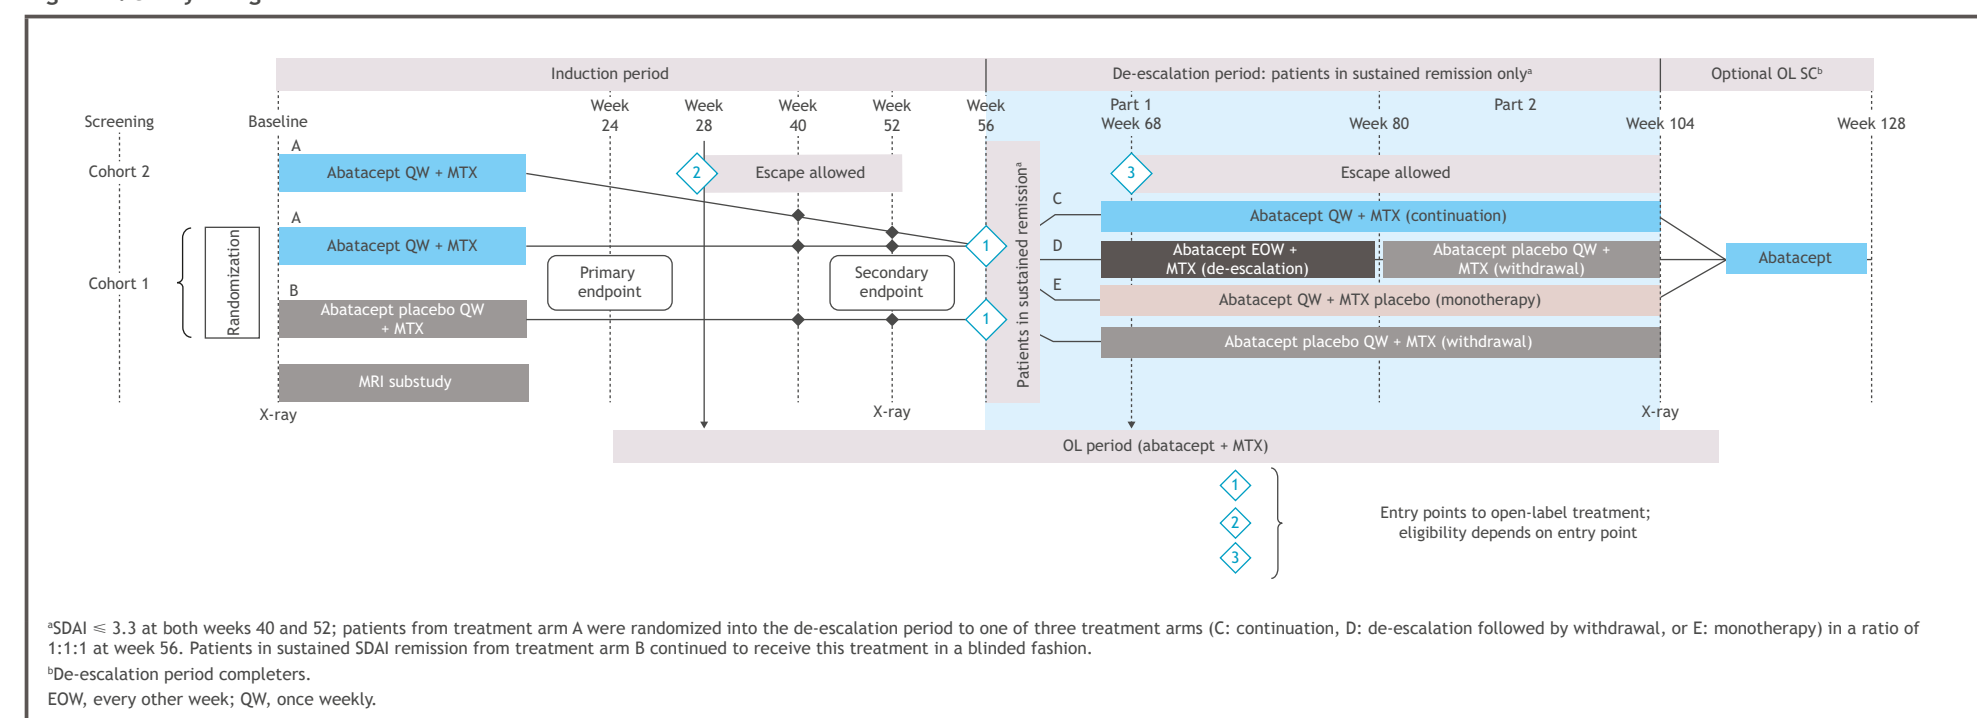 Induction period
De-escalation period: patients in sustained remission onlyᵃ
Optional OL SCᵇ
Screening
Baseline
Week
24
Week
28
Week
40
Week
52
Week
56
Part 1
Week 68
Week 80
Part 2
Week 104
Week 128
Cohort 2
A
Abatacept QW + MTX
2
Escape allowed
3
Escape allowed
Cohort 1
Randomization
A
Abatacept QW + MTX
B
Abatacept placebo QW
+ MTX
Primary
endpoint
Secondary
endpoint
1
1
Patients in sustained remissionᵃ
C
Abatacept QW + MTX (continuation)
D
Abatacept EOW +
MTX (de-escalation)
Abatacept placebo QW +
MTX (withdrawal)
E
Abatacept QW + MTX placebo (monotherapy)
Abatacept placebo QW + MTX (withdrawal)
Abatacept
MRI substudy
X-ray
X-ray
X-ray
OL period (abatacept + MTX)
1
2
3
Entry points to open-label treatment;
eligibility depends on entry point
ᵃSDAI ⩽ 3.3 at both weeks 40 and 52; patients from treatment arm A were randomized into the de-escalation period to one of three treatment arms (C: continuation, D: de-escalation followed by withdrawal, or E: monotherapy) in a ratio of
1:1:1 at week 56. Patients in sustained SDAI remission from treatment arm B continued to receive this treatment in a blinded fashion.
ᵇDe-escalation period completers.
EOW, every other week; QW, once weekly.